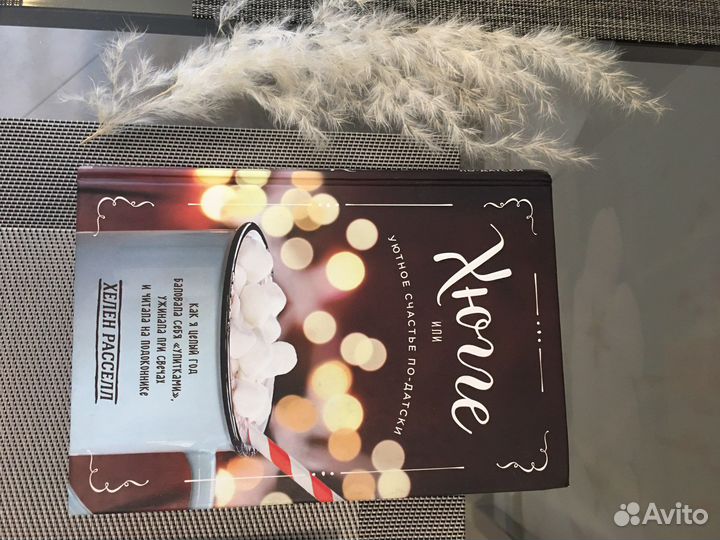 Хюгге
или
уютное счастье по-датски
Как я целый год
баловала себя «улитками»,
ужинала при свечах
и читала на подоконнике
ХЕЛЕН РАССЕЛЛ
Avito